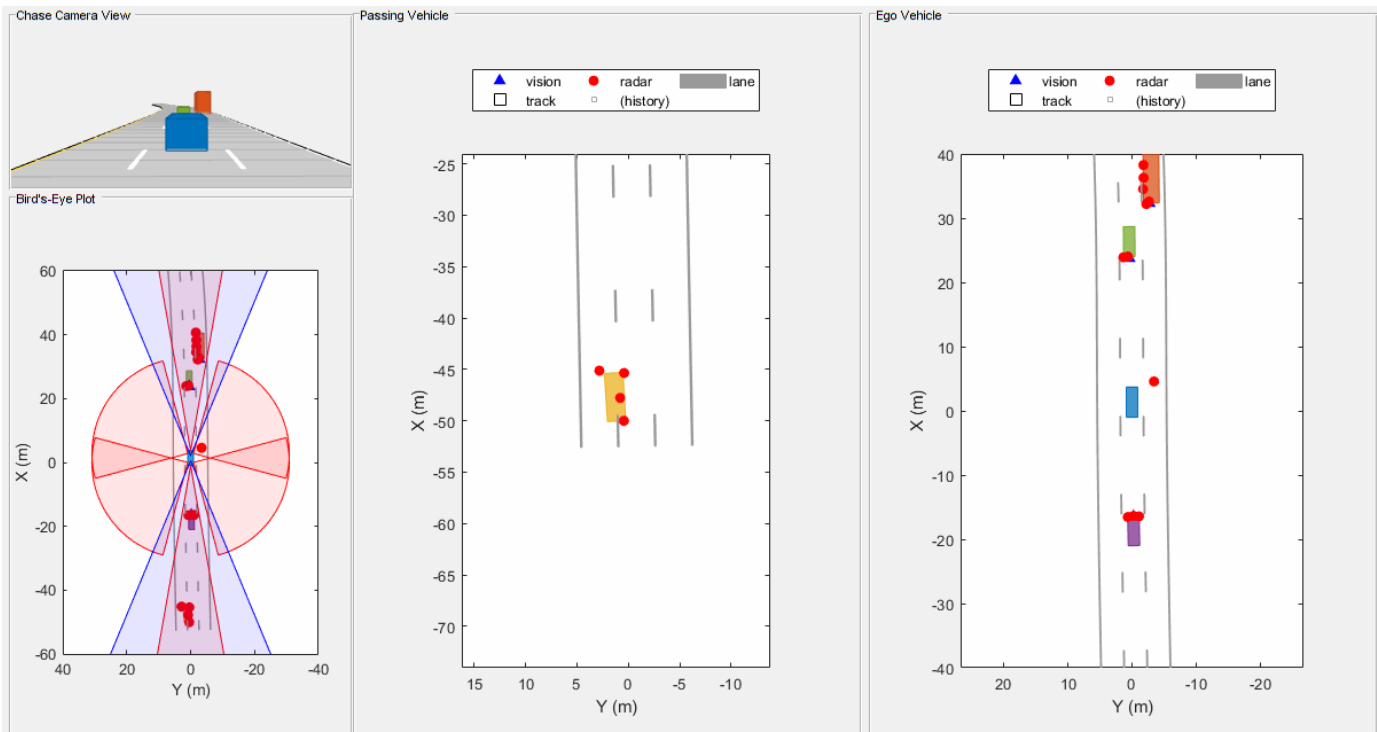 Chase Camera View
Bird's-Eye Plot
60
40
20
0
-20
-40
-60
X (m)
40 20 0 -20 -40
Y (m)
Passing Vehicle
vision radar lane
track (history)
-25
-30
-35
-40
-45
-50
-55
-60
-65
-70
X (m)
15 10 5 0 -5 -10
Y (m)
Ego Vehicle
vision radar lane
track (history)
40
30
20
10
0
-10
-20
-30
-40
X (m)
20 10 0 -10 -20
Y (m)